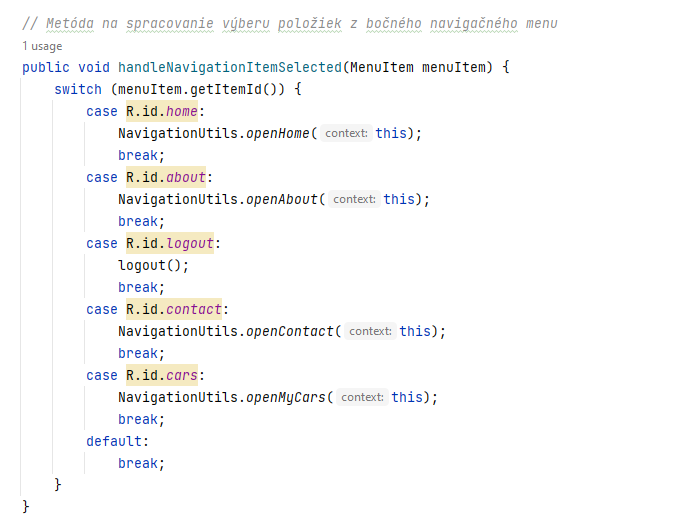 // Metóda na spracovanie výberu položiek z bočného navigačného menu
1 usage
public void handleNavigationItemSelected(MenuItem menuItem) {
    switch (menuItem.getItemId()) {
        case R.id.home:
            NavigationUtils.openHome( context: this);
            break;
        case R.id.about:
            NavigationUtils.openAbout( context: this);
            break;
        case R.id.logout:
            logout();
            break;
        case R.id.contact:
            NavigationUtils.openContact( context: this);
            break;
        case R.id.cars:
            NavigationUtils.openMyCars( context: this);
            break;
        default:
            break;
    }
}